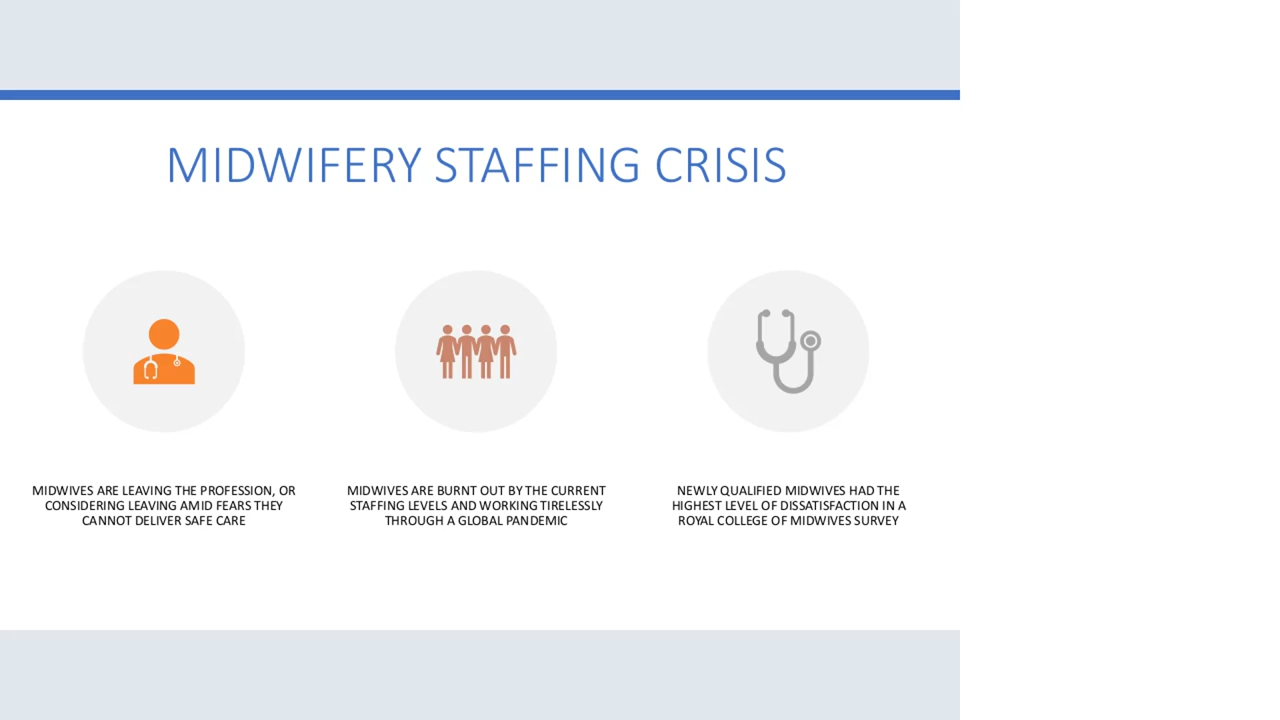 MIDWIFERY STAFFING CRISIS
MIDWIVES ARE LEAVING THE PROFESSION, OR
CONSIDERING LEAVING AMID FEARS THEY
CANNOT DELIVER SAFE CARE
MIDWIVES ARE BURNT OUT BY THE CURRENT
STAFFING LEVELS AND WORKING TIRELESSLY
THROUGH A GLOBAL PANDEMIC
NEWLY QUALIFIED MIDWIVES HAD THE
HIGHEST LEVEL OF DISSATISFACTION IN A
ROYAL COLLEGE OF MIDWIVES SURVEY